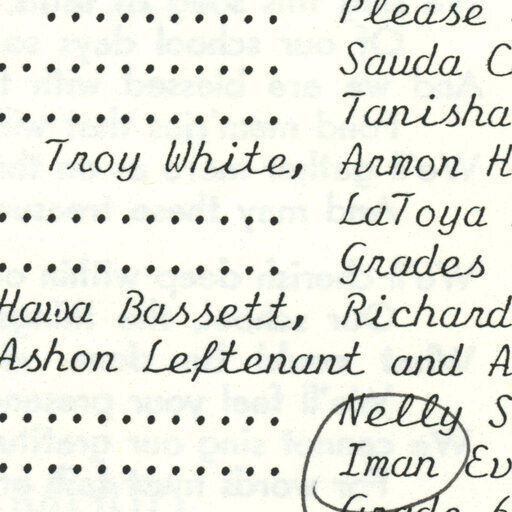 ............ Please
............ Sauda C
............ Tanisha
Troy White, Armon H
............ LaToya
............ Grades
Hawa Bassett, Richard
Ashon Leftenant and A
............ Nelly S
............ Iman Ev
Grade 6